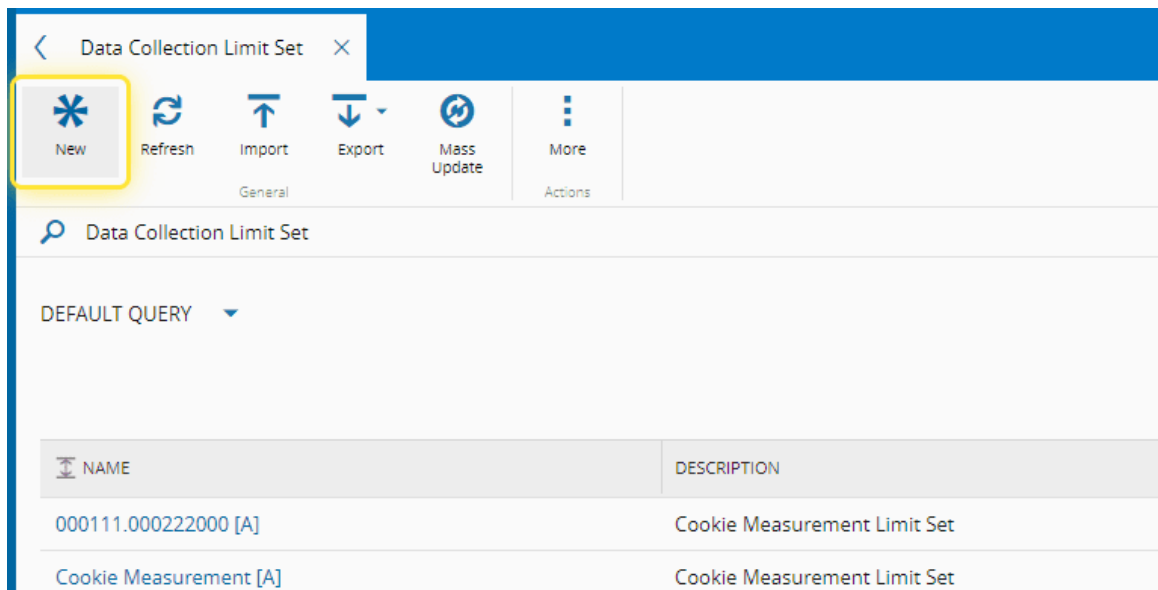 Data Collection Limit Set
New Refresh Import Export Mass Update More
General Actions
Data Collection Limit Set
DEFAULT QUERY
NAME DESCRIPTION
000111.000222000 [A] Cookie Measurement Limit Set
Cookie Measurement [A] Cookie Measurement Limit Set